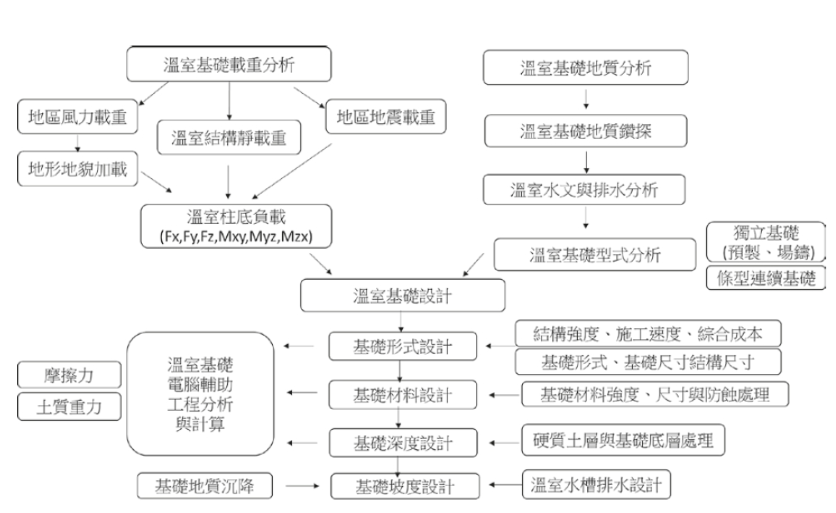 溫室基礎載重分析
溫室基礎地質分析
地區風力載重
溫室結構靜載重
地區地震載重
溫室基礎地質鑽探
地形地貌加載
溫室水文與排水分析
溫室柱底負載
(Fx,Fy,Fz,Mxy,Myz,Mzx)
溫室基礎型式分析
獨立基礎
(預製、場鑄)
條型連續基礎
溫室基礎設計
基礎形式設計
結構強度、施工速度、綜合成本
基礎形式、基礎尺寸結構尺寸
溫室基礎
電腦輔助
工程分析
與計算
摩擦力
土質重力
基礎材料設計
基礎材料強度、尺寸與防蝕處理
基礎深度設計
硬質土層與基礎底層處理
基礎地質沉降
基礎坡度設計
溫室水槽排水設計